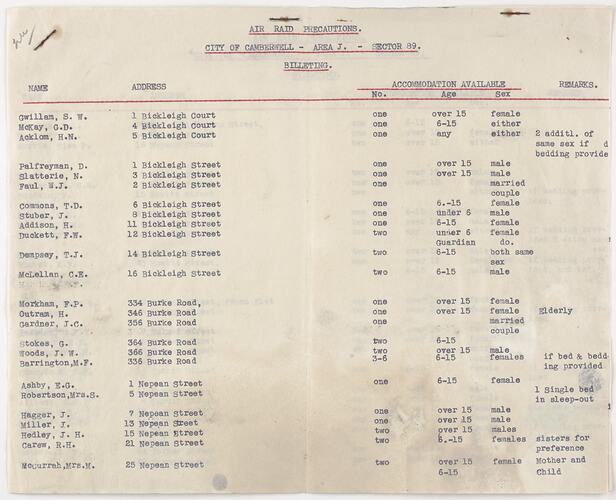 AIR RAID PRECAUTIONS.
CITY OF CAMBERWELL - AREA J. - SECTOR 89.
BILLETING.
NAME ADDRESS ACCOMMODATION AVAILABLE REMARKS.
No. Age Sex
Gwillam, S. W. 1 Bickleigh Court one over 15 female
McKay, G.D. 4 Bickleigh Court one 6-15 either
Acklom, H.N. 5 Bickleigh Court one any either 2 additl. of
same sex if d
bedding provide
Palfreyman, D. 1 Bickleigh Street one over 15 male
Slatterie, N. 3 Bickleigh Street one over 15 male
Faul, W.J. 2 Bickleigh Street one married
couple
Commons, T.D. 6 Bickleigh Street one 6.-15 female
Stuber, J. 8 Bickleigh Street one under 6 male
Addison, H. 11 Bickleigh Street one 6-15 female
Duckett, F.W. 12 Bickleigh Street two under 6 female
Guardian do.
Dempsey, T.J. 14 Bickleigh Street two 6-15 both same
sex
McLellan, C.E. 16 Bickleigh Street two 6-15 male
Morkham, F.P. 334 Burke Road, one over 15 female
Outram, H. 346 Burke Road one over 15 female Elderly
Gardner, J.C. 356 Burke Road one married
couple
Stokes, G. 364 Burke Road two 6-15
Woods, J. W. 366 Burke Road two over 15 male
Barrington,M.F. 336 Burke Road 3-6 6-15 females if bed & bedd-
ing provided
Ashby, E.G. 1 Nepean Street one 6-15 female
Robertson,Mrs.S. 5 Nepean Street 1 Single bed
in sleep-out
Hagger, J. 7 Nepean Street one over 15 male
Miller, J. 13 Nepean Street one over 15 male
Hedley, J. H. 15 Nepean Street two over 15 males
Carew, R.H. 21 Nepean Street two 6.-15 females sisters for
preference
McGurrah,Mrs.M. 25 Nepean Street two over 15 female Mother and
6-15 Child